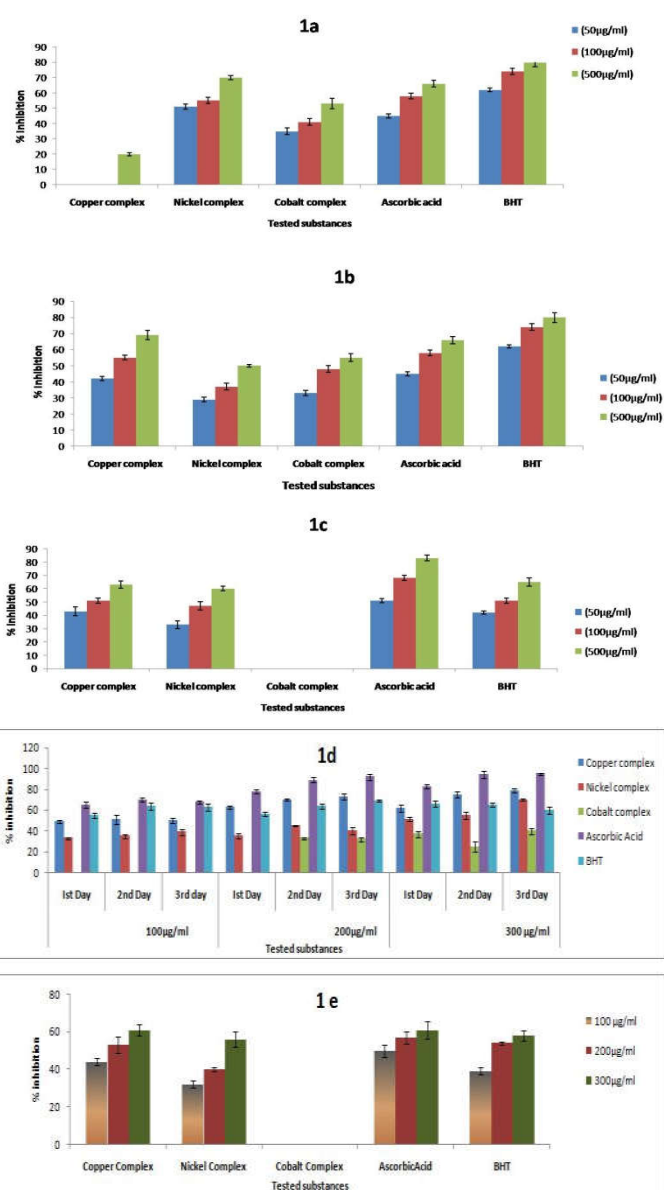 1a
(50µg/ml)
(100µg/ml)
(500µg/ml)
90
80
70
60
50
40
30
20
10
0
% Inhibition
Copper complex Nickel complex Cobalt complex Ascorbic acid BHT
Tested substances
1b
90
80
70
60
50
40
30
20
10
0
% Inhibition
(50µg/ml)
(100µg/ml)
(500µg/ml)
Copper complex Nickel complex Cobalt complex Ascorbic acid BHT
Tested substances
1c
90
80
70
60
50
40
30
20
10
0
% Inhibition
(50µg/ml)
(100µg/ml)
(500µg/ml)
Copper complex Nickel complex Cobalt complex Ascorbic acid BHT
Tested substances
1d
120
100
80
60
40
20
0
% inhibition
Copper complex
Nickel complex
Cobalt complex
Ascorbic Acid
BHT
Ist Day 2nd Day 3rd day Ist Day 2nd Day 3rd Day Ist Day 2nd Day 3rd Day
100µg/ml 200µg/ml 300 µg/ml
Tested substances
1 e
80
60
40
20
0
% inhibition
100 µg/ml
200µg/ml
300µg/ml
Copper Complex Nickel Complex Cobalt Complex AscorbicAcid BHT
Tested substances